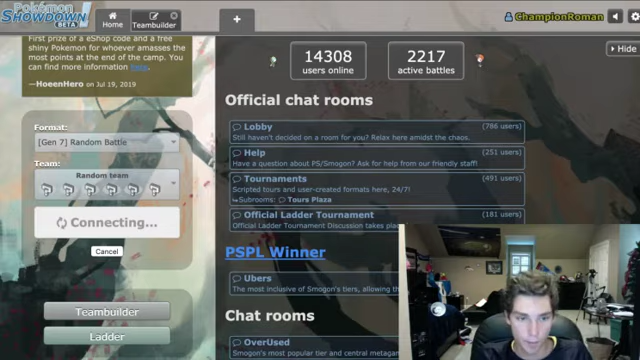 Pokémon
SHOWDOWN
BETA
Home
Teambuilder
+
ChampionRoman
First prize of a eShop code and a free
shiny Pokemon for whoever amasses the
most points at the end of the camp. You
can find more information here.
—HoeenHero on Jul 19, 2019
Format:
[Gen 7] Random Battle
Team:
Random team
Connecting...
Cancel
Teambuilder
Ladder
14308
users online
2217
active battles
Hide
Official chat rooms
Lobby (786 users)
Still haven't decided on a room for you? Relax here amidst the chaos.
Help (251 users)
Have a question about PS/Smogon? Ask for help from our friendly staff!
Tournaments (491 users)
Scripted tours and user-created formats here, 24/7!
Subrooms: Tours Plaza
Official Ladder Tournament (181 users)
Official Ladder Tournament Discussion takes plac
PSPL Winner
Ubers
The most inclusive of Smogon's tiers, allowing th
Chat rooms
OverUsed
Smogon's most popular tier and central metagam